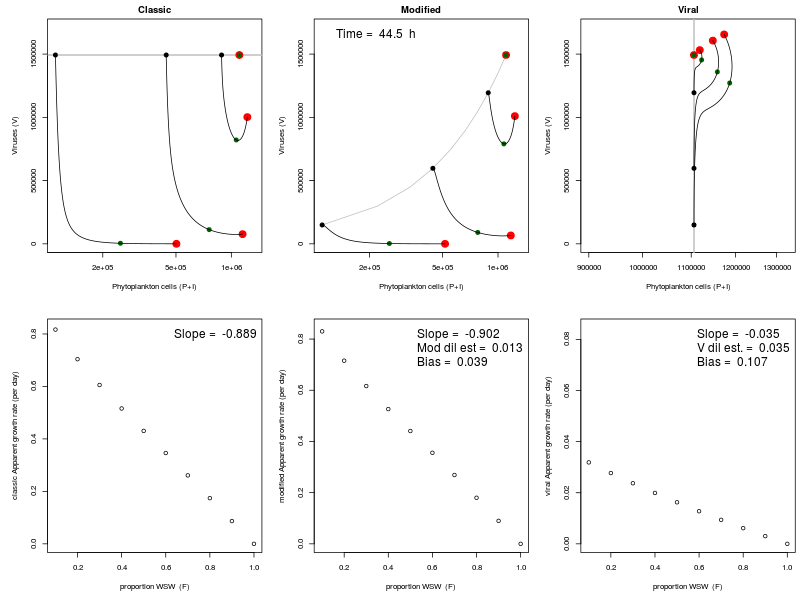 Classic
Modified
Viral
Time = 44.5 h
Viruses (V)
0
500000
1000000
1500000
2e+05
5e+05
1e+06
Phytoplankton cells (P+I)
Viruses (V)
0
500000
1000000
1500000
2e+05
5e+05
1e+06
Phytoplankton cells (P+I)
Viruses (V)
0
500000
1000000
1500000
900000
1000000
1100000
1200000
1300000
Phytoplankton cells (P+I)
Slope = -0.889
classic Apparent growth rate (per day)
0.0
0.2
0.4
0.6
0.8
0.2
0.4
0.6
0.8
1.0
proportion WSW (F)
Slope = -0.902
Mod dil est = 0.013
Bias = 0.039
modified Apparent growth rate (per day)
0.0
0.2
0.4
0.6
0.8
0.2
0.4
0.6
0.8
1.0
proportion WSW (F)
Slope = -0.035
V dil est. = 0.035
Bias = 0.107
viral Apparent growth rate (per day)
0.00
0.02
0.04
0.06
0.08
0.2
0.4
0.6
0.8
1.0
proportion WSW (F)